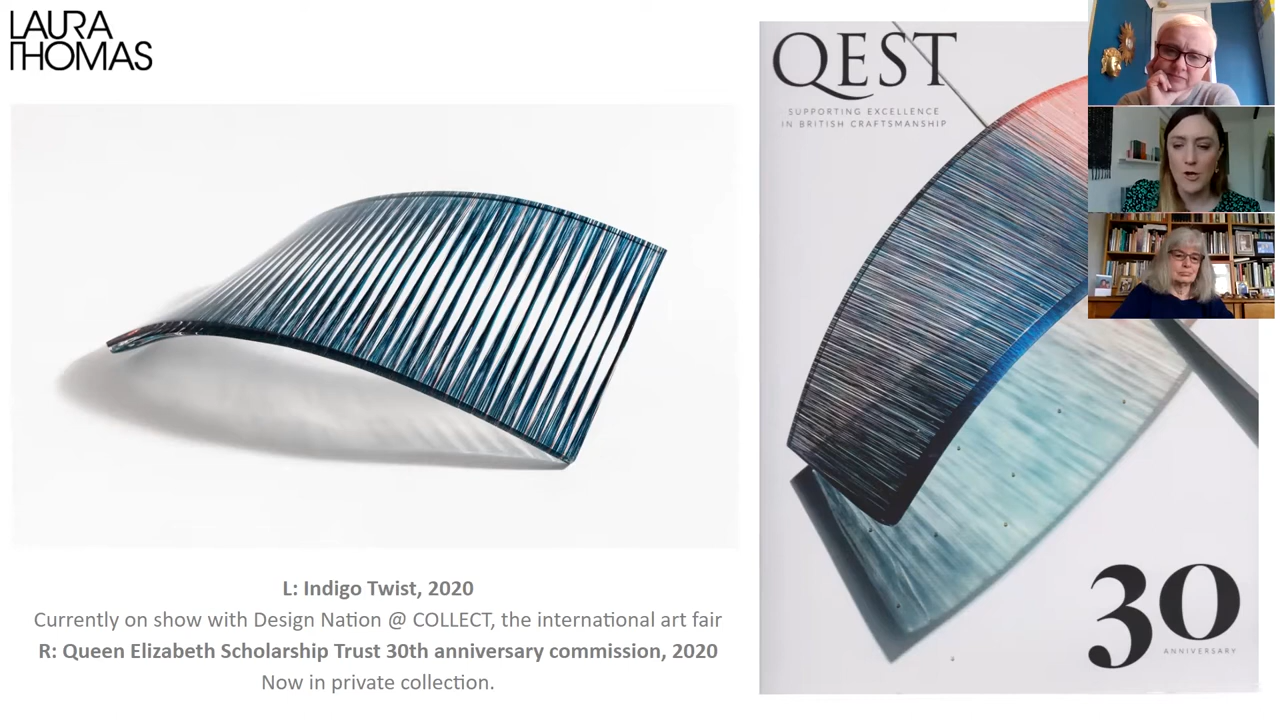 LAURA
THOMAS
QEST
SUPPORTING EXCELLENCE
IN BRITISH CRAFTSMANSHIP
30
ANNIVERSARY
L: Indigo Twist, 2020
Currently on show with Design Nation @ COLLECT, the international art fair
R: Queen Elizabeth Scholarship Trust 30th anniversary commission, 2020
Now in private collection.